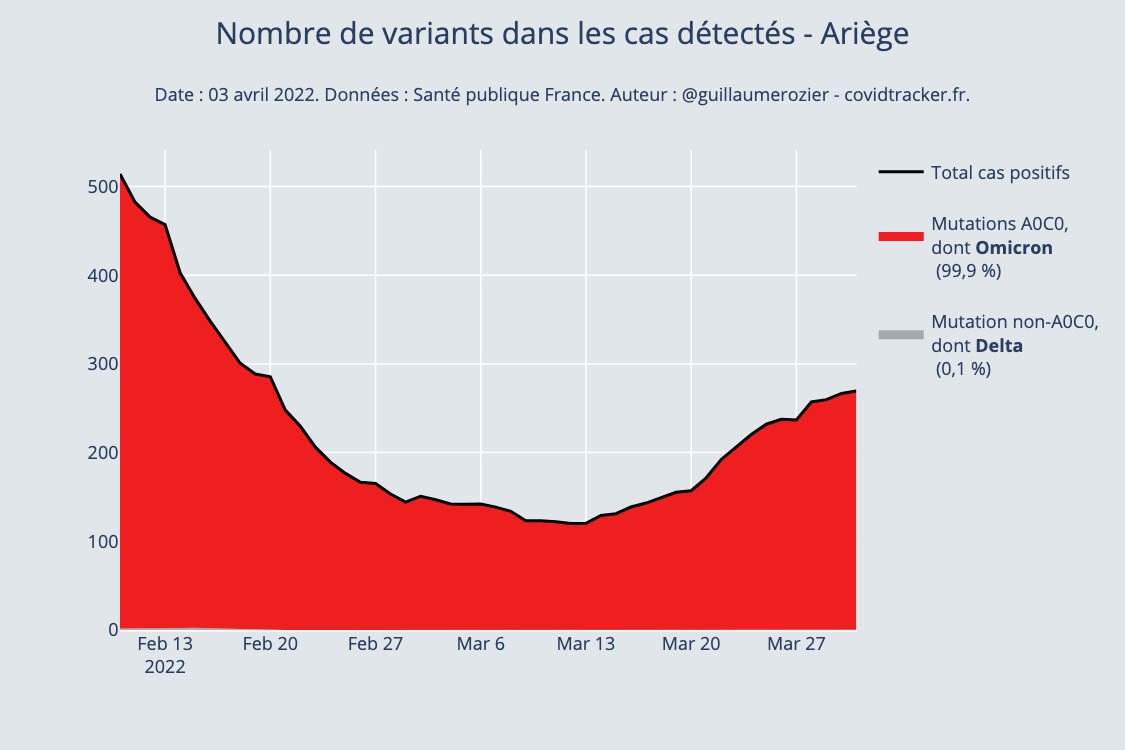 Nombre de variants dans les cas détectés - Ariège
Date : 03 avril 2022. Données : Santé publique France. Auteur : @guillaumerozier - covidtracker.fr.
500
400
300
200
100
0
Feb 13
2022
Feb 20
Feb 27
Mar 6
Mar 13
Mar 20
Mar 27
Total cas positifs
Mutations A0C0,
dont Omicron
(99,9 %)
Mutation non-A0C0,
dont Delta
(0,1 %)